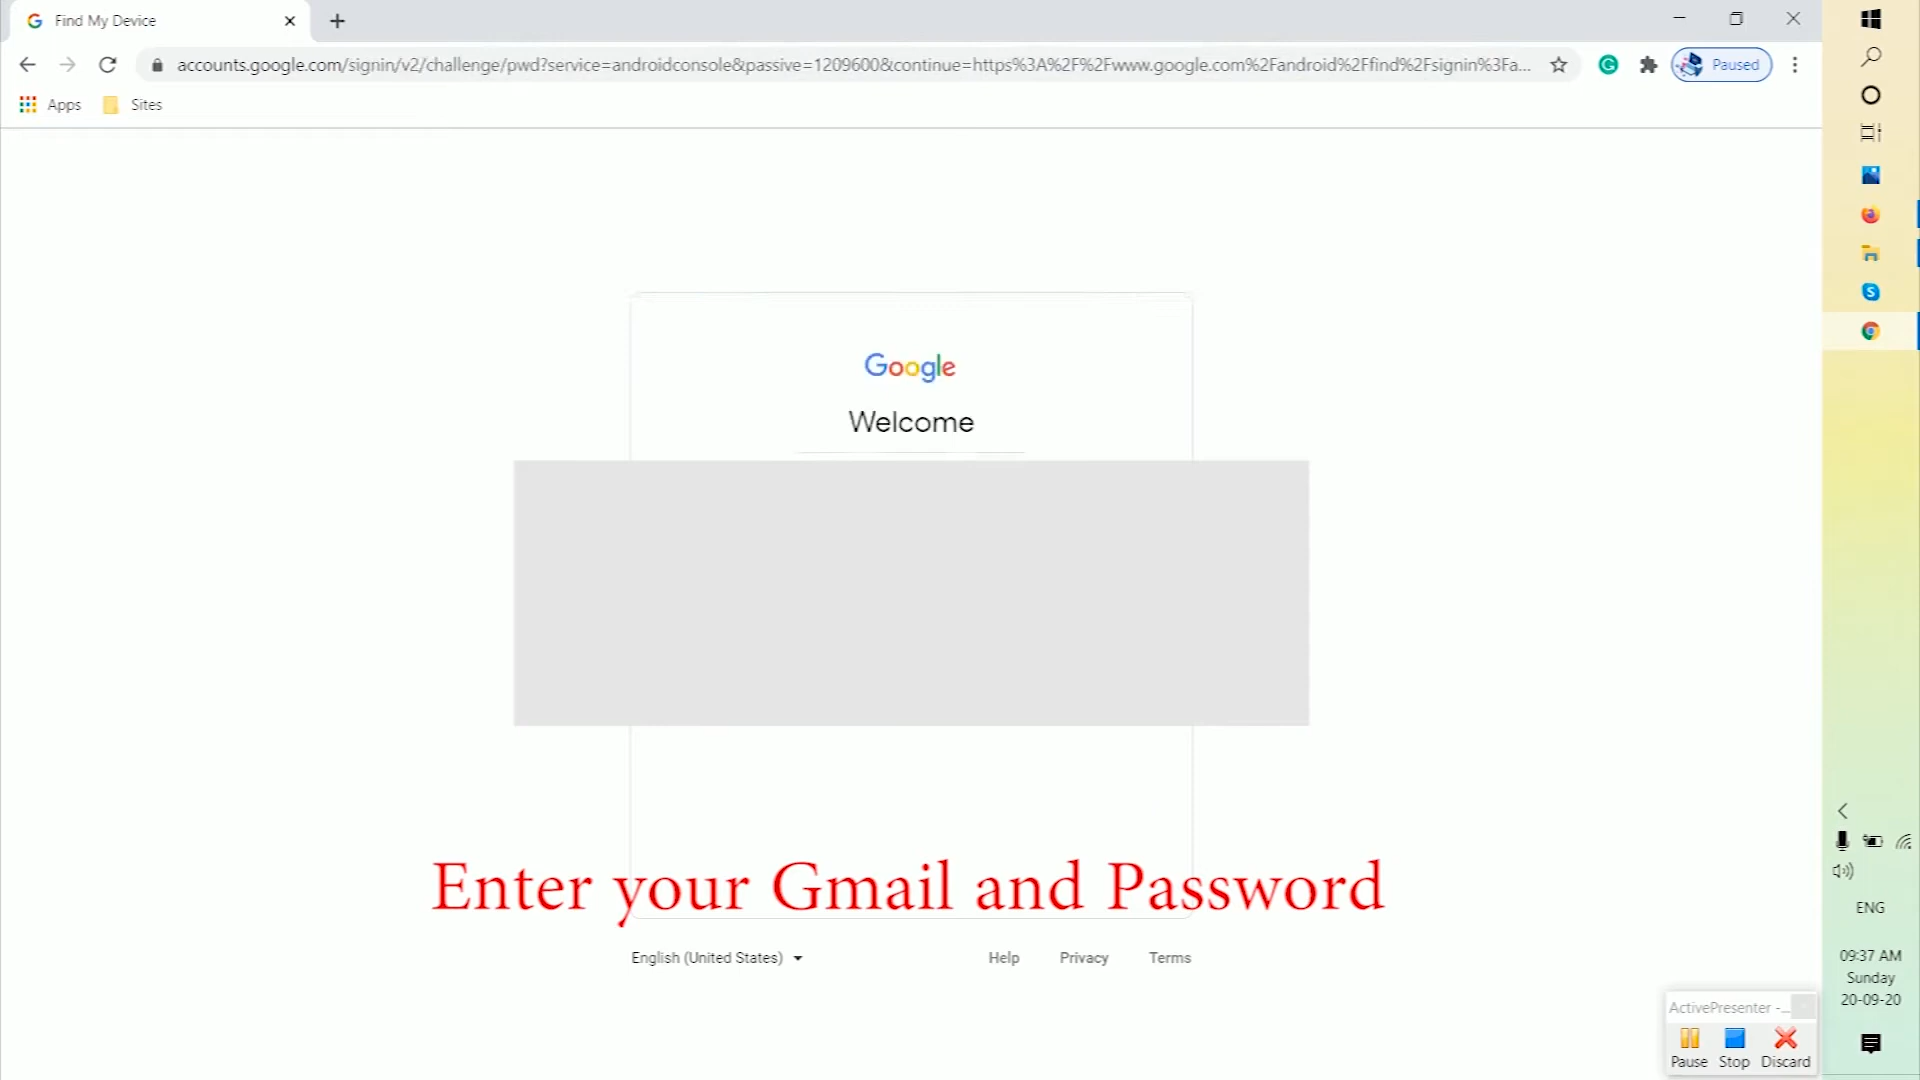 Find My Device
accounts.google.com/signin/v2/challenge/pwd?service=androidconsole&passive=1209600&continue=https%3A%2F%2Fwww.google.com%2Fandroid%2Ffind%2Fsignin%3Fa...
Paused
Apps
Sites
Google
Welcome
Enter your Gmail and Password
English (United States)
Help
Privacy
Terms
ENG
09:37 AM
Sunday
20-09-20
ActivePresenter -...
Pause
Stop
Discard